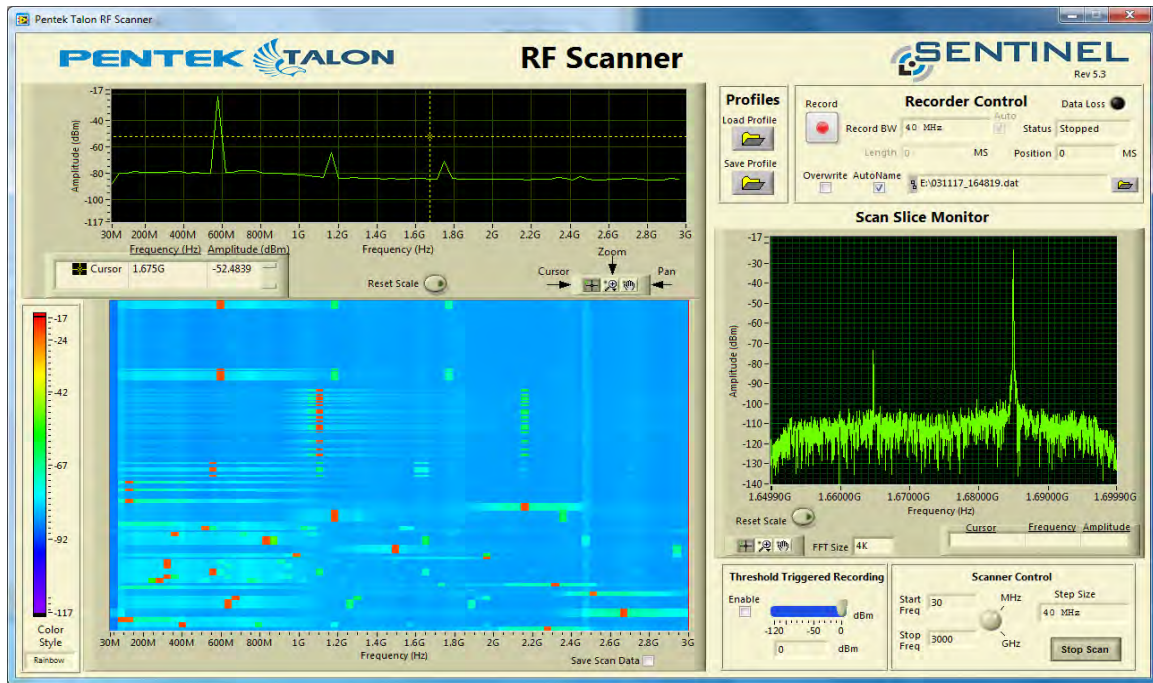 Pentek Talon RF Scanner
PENTEK TALON
RF Scanner
SENTINEL
Rev 5.3
-17
-40
-60
-80
-100
-117
Amplitude (dBm)
30M 200M 400M 600M 800M 1G 1.2G 1.4G 1.6G 1.8G 2G 2.2G 2.4G 2.6G 2.8G 3G
Frequency (Hz)
Frequency (Hz) Amplitude (dBm)
Cursor 1.675G -52.4839
Reset Scale
Cursor
Zoom
Pan
Profiles
Load Profile
Save Profile
Recorder Control
Record
Data Loss
Record BW 40 MHz
Auto
Status Stopped
Length 0 MS
Position 0 MS
Overwrite AutoName
E:\031117_164819.dat
-17
-24
-42
-67
-92
-117
Color
Style
Rainbow
30M 200M 400M 600M 800M 1G 1.2G 1.4G 1.6G 1.8G 2G 2.2G 2.4G 2.6G 2.8G 3G
Frequency (Hz)
Save Scan Data
Scan Slice Monitor
-17
-30
-40
-50
-60
-70
-80
-90
-100
-110
-120
-130
-140
Amplitude (dBm)
1.64990G 1.66000G 1.67000G 1.68000G 1.69000G 1.69990G
Frequency (Hz)
Reset Scale
FFT Size 4K
Cursor Frequency Amplitude
Threshold Triggered Recording
Enable
dBm
-120 -50 0
0 dBm
Scanner Control
Start
Freq
30
MHz
GHz
Stop
Freq
3000
Step Size
40 MHz
Stop Scan